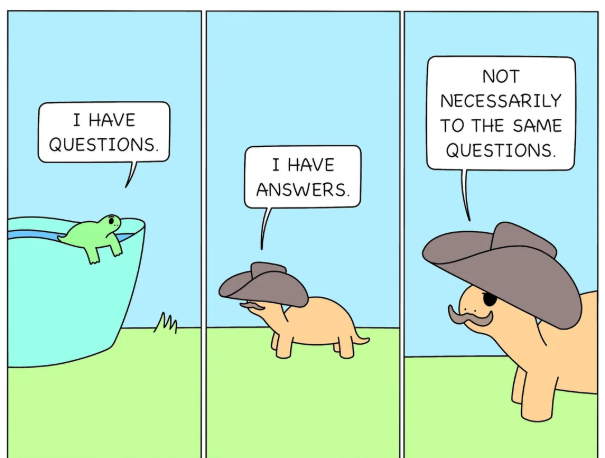 I HAVE
QUESTIONS.
I HAVE
ANSWERS.
NOT
NECESSARILY
TO THE SAME
QUESTIONS.